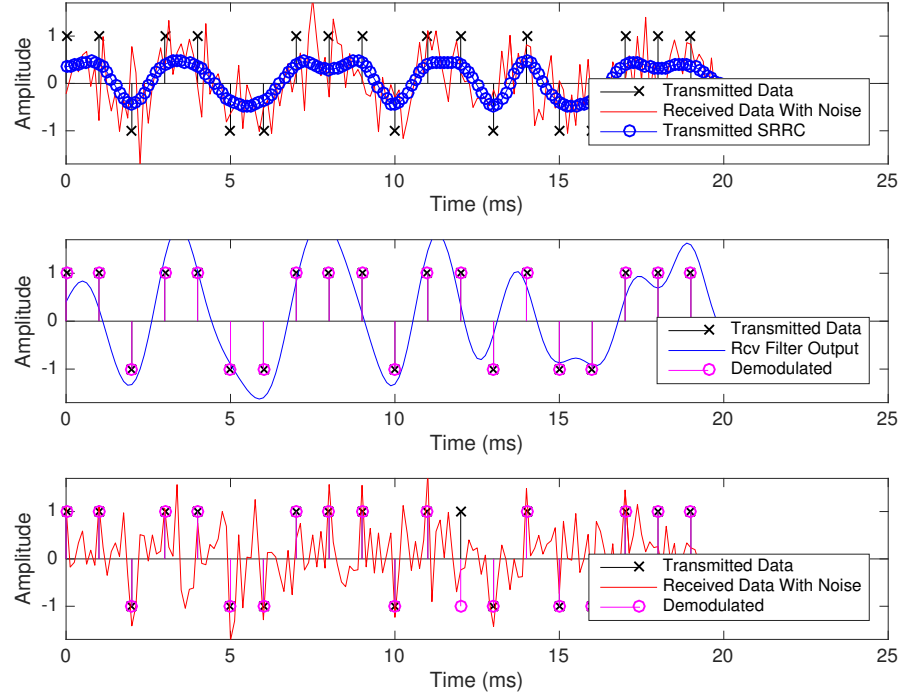 1
0
-1
Amplitude
0
5
10
15
20
25
Time (ms)
Transmitted Data
Received Data With Noise
Transmitted SRRC
1
0
-1
Amplitude
0
5
10
15
20
25
Time (ms)
Transmitted Data
Rcv Filter Output
Demodulated
1
0
-1
Amplitude
0
5
10
15
20
25
Time (ms)
Transmitted Data
Received Data With Noise
Demodulated